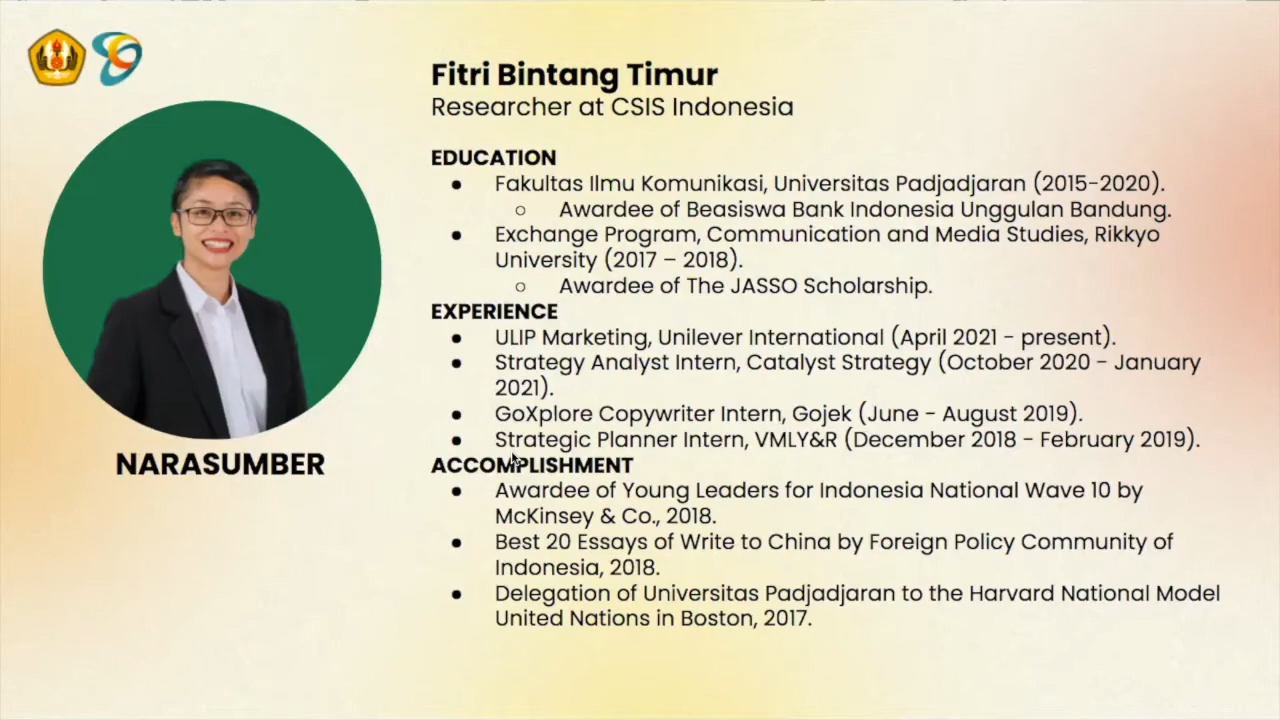 Fitri Bintang Timur
Researcher at CSIS Indonesia
EDUCATION
● Fakultas Ilmu Komunikasi, Universitas Padjadjaran (2015-2020).
○ Awardee of Beasiswa Bank Indonesia Unggulan Bandung.
● Exchange Program, Communication and Media Studies, Rikkyo
University (2017 – 2018).
○ Awardee of The JASSO Scholarship.
EXPERIENCE
● ULIP Marketing, Unilever International (April 2021 - present).
● Strategy Analyst Intern, Catalyst Strategy (October 2020 - January
2021).
● GoXplore Copywriter Intern, Gojek (June - August 2019).
● Strategic Planner Intern, VMLY&R (December 2018 - February 2019).
ACCOMPLISHMENT
● Awardee of Young Leaders for Indonesia National Wave 10 by
McKinsey & Co., 2018.
● Best 20 Essays of Write to China by Foreign Policy Community of
Indonesia, 2018.
● Delegation of Universitas Padjadjaran to the Harvard National Model
United Nations in Boston, 2017.
NARASUMBER